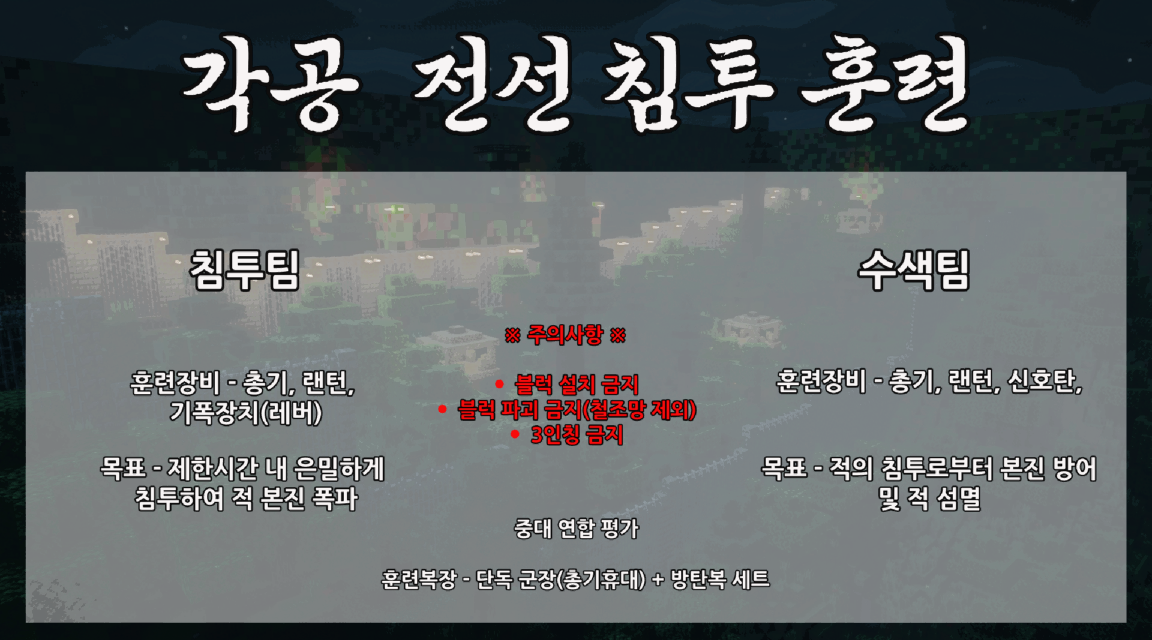 각공 전선 침투 훈련
침투팀
훈련장비 - 총기, 랜턴,
기폭장치(레버)
목표 - 제한시간 내 은밀하게
침투하여 적 본진 폭파
※ 주의사항 ※
• 블럭 설치 금지
• 블럭 파괴 금지(철조망 제외)
• 3인칭 금지
중대 연합 평가
훈련복장 - 단독 군장(총기휴대) + 방탄복 세트
수색팀
훈련장비 - 총기, 랜턴, 신호탄,
목표 - 적의 침투로부터 본진 방어
및 적 섬멸